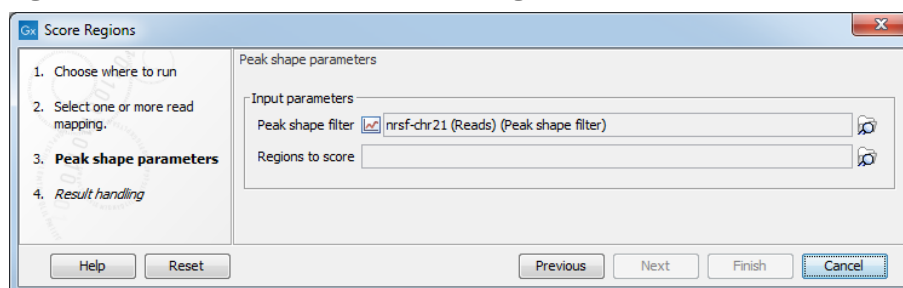 Gx Score Regions
1. Choose where to run
2. Select one or more read
mapping.
3. Peak shape parameters
4. Result handling
Peak shape parameters
Input parameters
Peak shape filter nrsf-chr21 (Reads) (Peak shape filter)
Regions to score
Help Reset Previous Next Finish Cancel